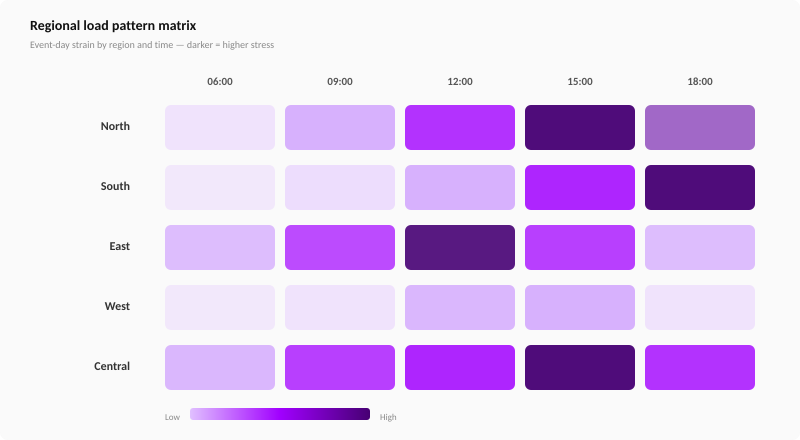 Regional load pattern matrix
Event-day strain by region and time — darker = higher stress
06:00 09:00 12:00 15:00 18:00
North
South
East
West
Central
Low High